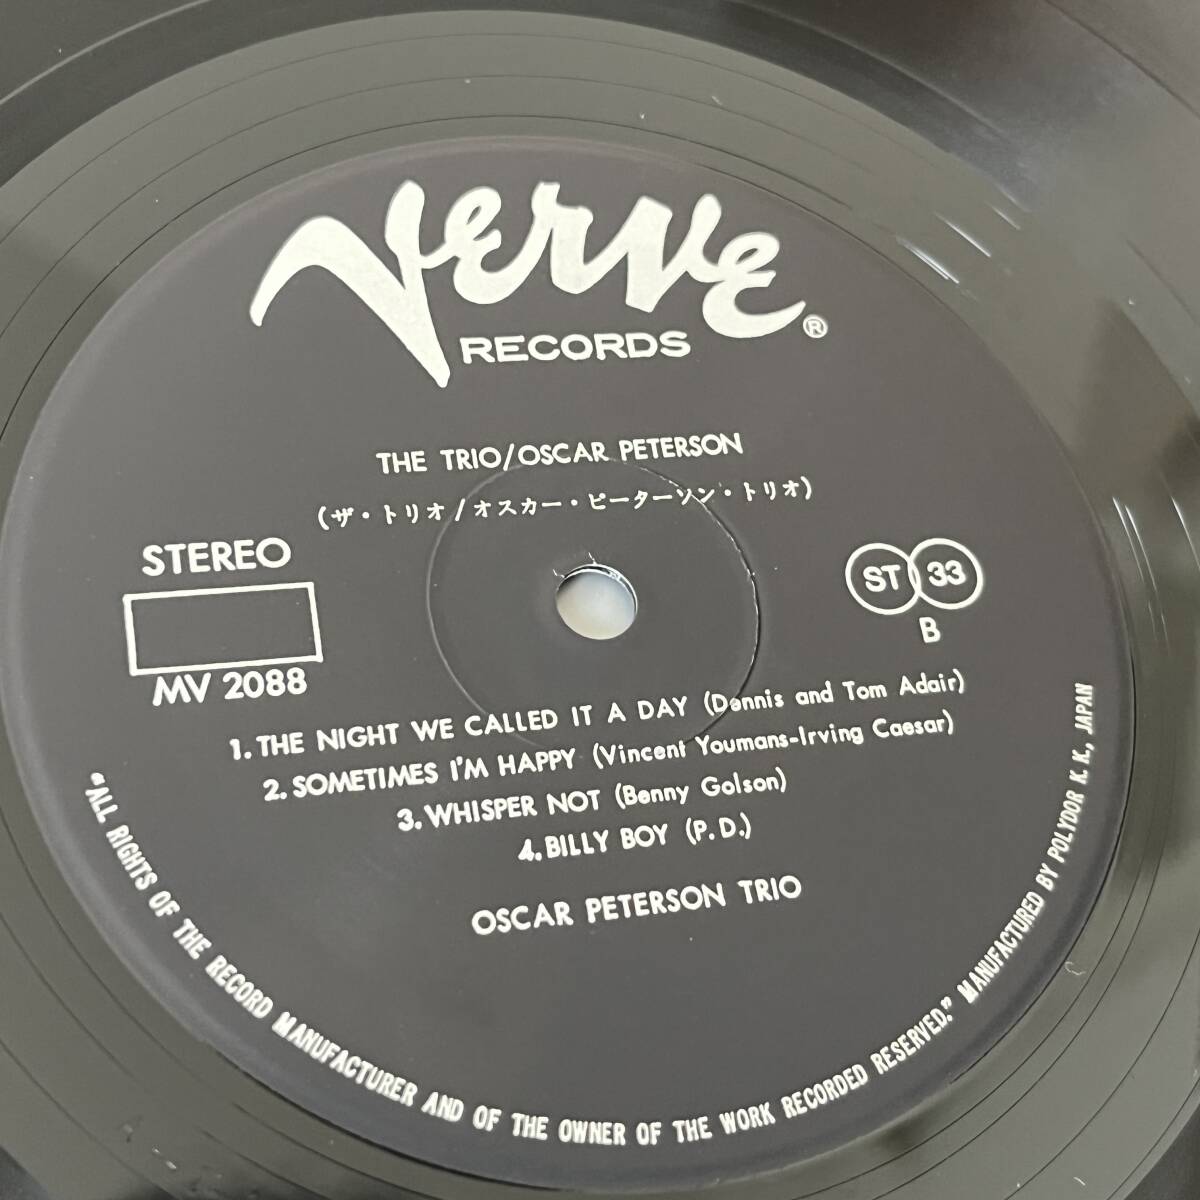 Verve
RECORDS ®
THE TRIO/OSCAR PETERSON
(ザ・トリオ/オスカー・ピーターソン・トリオ)
STEREO
MV 2088
ST 33
B
1. THE NIGHT WE CALLED IT A DAY (Dennis and Tom Adair)
2. SOMETIMES I'M HAPPY (Vincent Youmans-Irving Caesar)
3. WHISPER NOT (Benny Golson)
4. BILLY BOY (P.D.)
OSCAR PETERSON TRIO
"ALL RIGHTS OF THE RECORD MANUFACTURER AND OF THE OWNER OF THE WORK RECORDED RESERVED." MANUFACTURED BY POLYDOR K. K., JAPAN